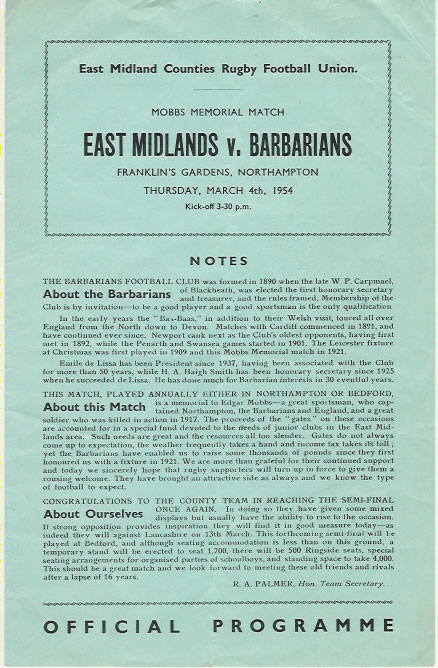 East Midland Counties Rugby Football Union.
MOBBS MEMORIAL MATCH
EAST MIDLANDS v. BARBARIANS
FRANKLIN'S GARDENS, NORTHAMPTON
THURSDAY, MARCH 4th, 1954
Kick-off 3-30 p.m.
NOTES
THE BARBARIANS FOOTBALL CLUB was formed in 1890 when the late W. P. Carpmael,
About the Barbarians of Blackheath, was elected the first honorary secretary
and treasurer, and the rules framed. Membership of the
Club is by invitation—to be a good player and a good sportsman is the only qualification
In the early years the "Baa-Baas," in addition to their Welsh visit, toured all over
England from the North down to Devon. Matches with Cardiff commenced in 1891, and
have continued ever since. Newport rank next as the Club's oldest opponents, having first
met in 1892, while the Penarth and Swansea games started in 1901. The Leicester fixture
at Christmas was first played in 1909 and this Mobbs Memorial match in 1921.
Emile de Lissa has been President since 1937, having been associated with the Club
for more than 50 years, while H. A. Haigh Smith has been honorary secretary since 1925
when he succeeded de Lissa. He has done much for Barbarian interests in 30 eventful years.
THIS MATCH, PLAYED ANNUALLY EITHER IN NORTHAMPTON OR BEDFORD,
About this Match is a memorial to Edgar Mobbs—a great sportsman, who cap-
tained Northampton, the Barbarians and England, and a great
soldier who was killed in action in 1917. The proceeds of the "gates" on these occasions
are accounted for in a special fund devoted to the needs of junior clubs in the East Mid-
lands area. Such needs are great and the resources all too slender. Gates do not always
come up to expectation, the weather frequently takes a hand and income tax takes its toll;
yet the Barbarians have enabled us to raise some thousands of pounds since they first
honoured us with a fixture in 1921. We are more than grateful for their continued support
and today we sincerely hope that rugby supporters will turn up in force to give them a
rousing welcome. They have brought an attractive side as always and we know the type
of football to expect.
CONGRATULATIONS TO THE COUNTY TEAM IN REACHING THE SEMI-FINAL
About Ourselves ONCE AGAIN. In doing so they have given some mixed
displays but usually have the ability to rise to the occasion.
If strong opposition provides inspiration they will find it in good measure today—as
indeed they will against Lancashire on 13th March. This forthcoming semi-final will be
played at Bedford, and although seating accommodation is less than on this ground, a
temporary stand will be erected to seat 1,700, there will be 500 Ringside seats, special
seating arrangements for organised parties of schoolboys, and standing space to take 4,000.
This should be a great match and we look forward to meeting these old friends and rivals
after a lapse of 16 years.
R. A. PALMER, Hon. Team Secretary.
OFFICIAL PROGRAMME